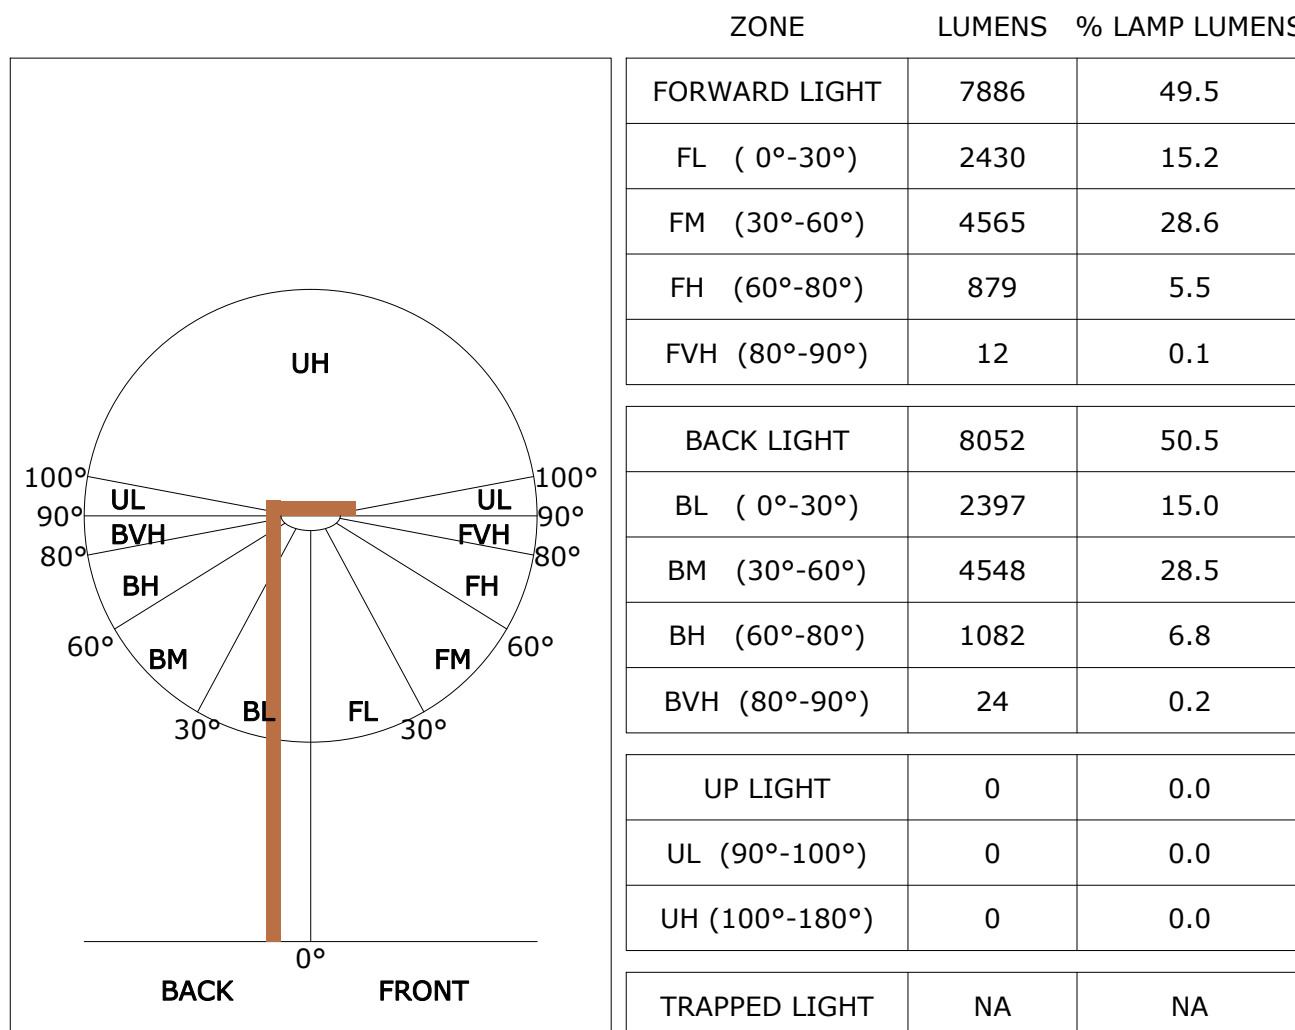 ZONE LUMENS % LAMP LUMENS
FORWARD LIGHT 7886 49.5
FL ( 0°-30°) 2430 15.2
FM (30°-60°) 4565 28.6
FH (60°-80°) 879 5.5
FVH (80°-90°) 12 0.1
BACK LIGHT 8052 50.5
BL ( 0°-30°) 2397 15.0
BM (30°-60°) 4548 28.5
BH (60°-80°) 1082 6.8
BVH (80°-90°) 24 0.2
UP LIGHT 0 0.0
UL (90°-100°) 0 0.0
UH (100°-180°) 0 0.0
TRAPPED LIGHT NA NA
UH
100° 100°
UL UL
90° 90°
BVH FVH
80° 80°
BH FH
60° 60°
BM FM
BL FL
30° 30°
0°
BACK FRONT